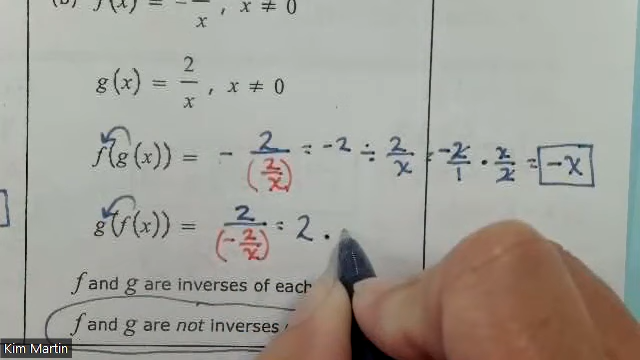 (b) f(x) = - — , x ≠ 0
x
g(x) = 2/x , x ≠ 0
f(g(x)) = - 2/(2/x) = -2 ÷ 2/x = -2/1 · x/2 = -x
g(f(x)) = 2/(-2/x) = 2 ·
f and g are inverses of each
f and g are not inverses
Kim Martin